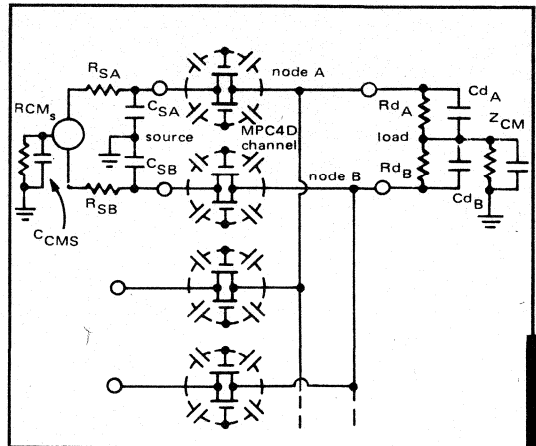 R_SA
node A
Cd_A
C_SA
Rd_A
RCM_s
MPC4D
Z_CM
source
channel
load
C_SB
node B
Rd_B
R_SB
Cd_B
C_CMS